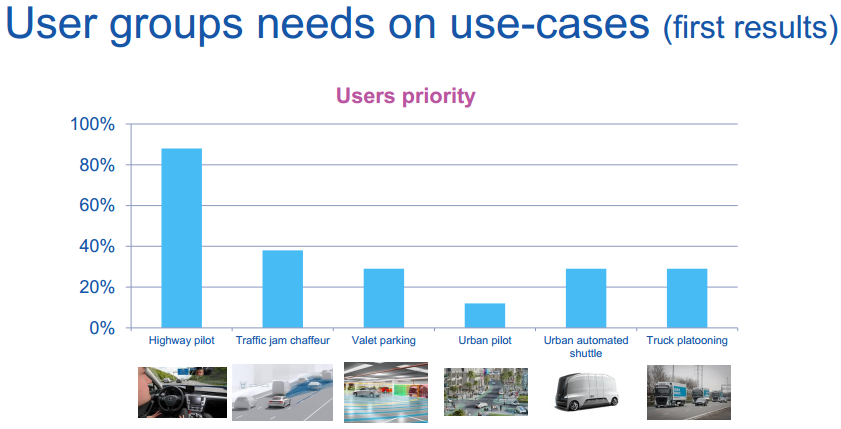 User groups needs on use-cases (first results)
Users priority
100%
80%
60%
40%
20%
0%
Highway pilot
Traffic jam chaffeur
Valet parking
Urban pilot
Urban automated
shuttle
Truck platooning